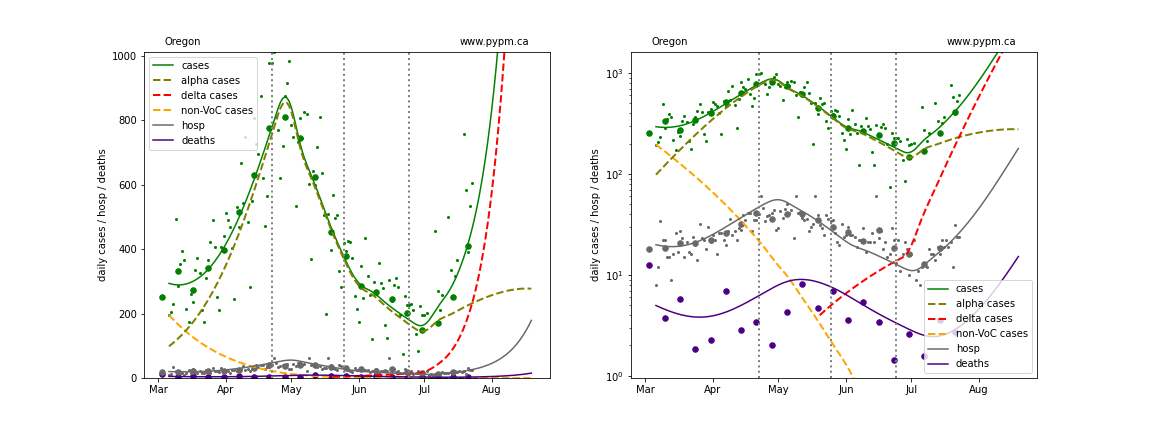 Oregon
www.pypm.ca
1000
800
600
400
200
0
daily cases / hosp / deaths
cases
alpha cases
delta cases
non-VoC cases
hosp
deaths
Mar
Apr
May
Jun
Jul
Aug
Oregon
www.pypm.ca
10³
10²
10¹
10⁰
daily cases / hosp / deaths
cases
alpha cases
delta cases
non-VoC cases
hosp
deaths
Mar
Apr
May
Jun
Jul
Aug